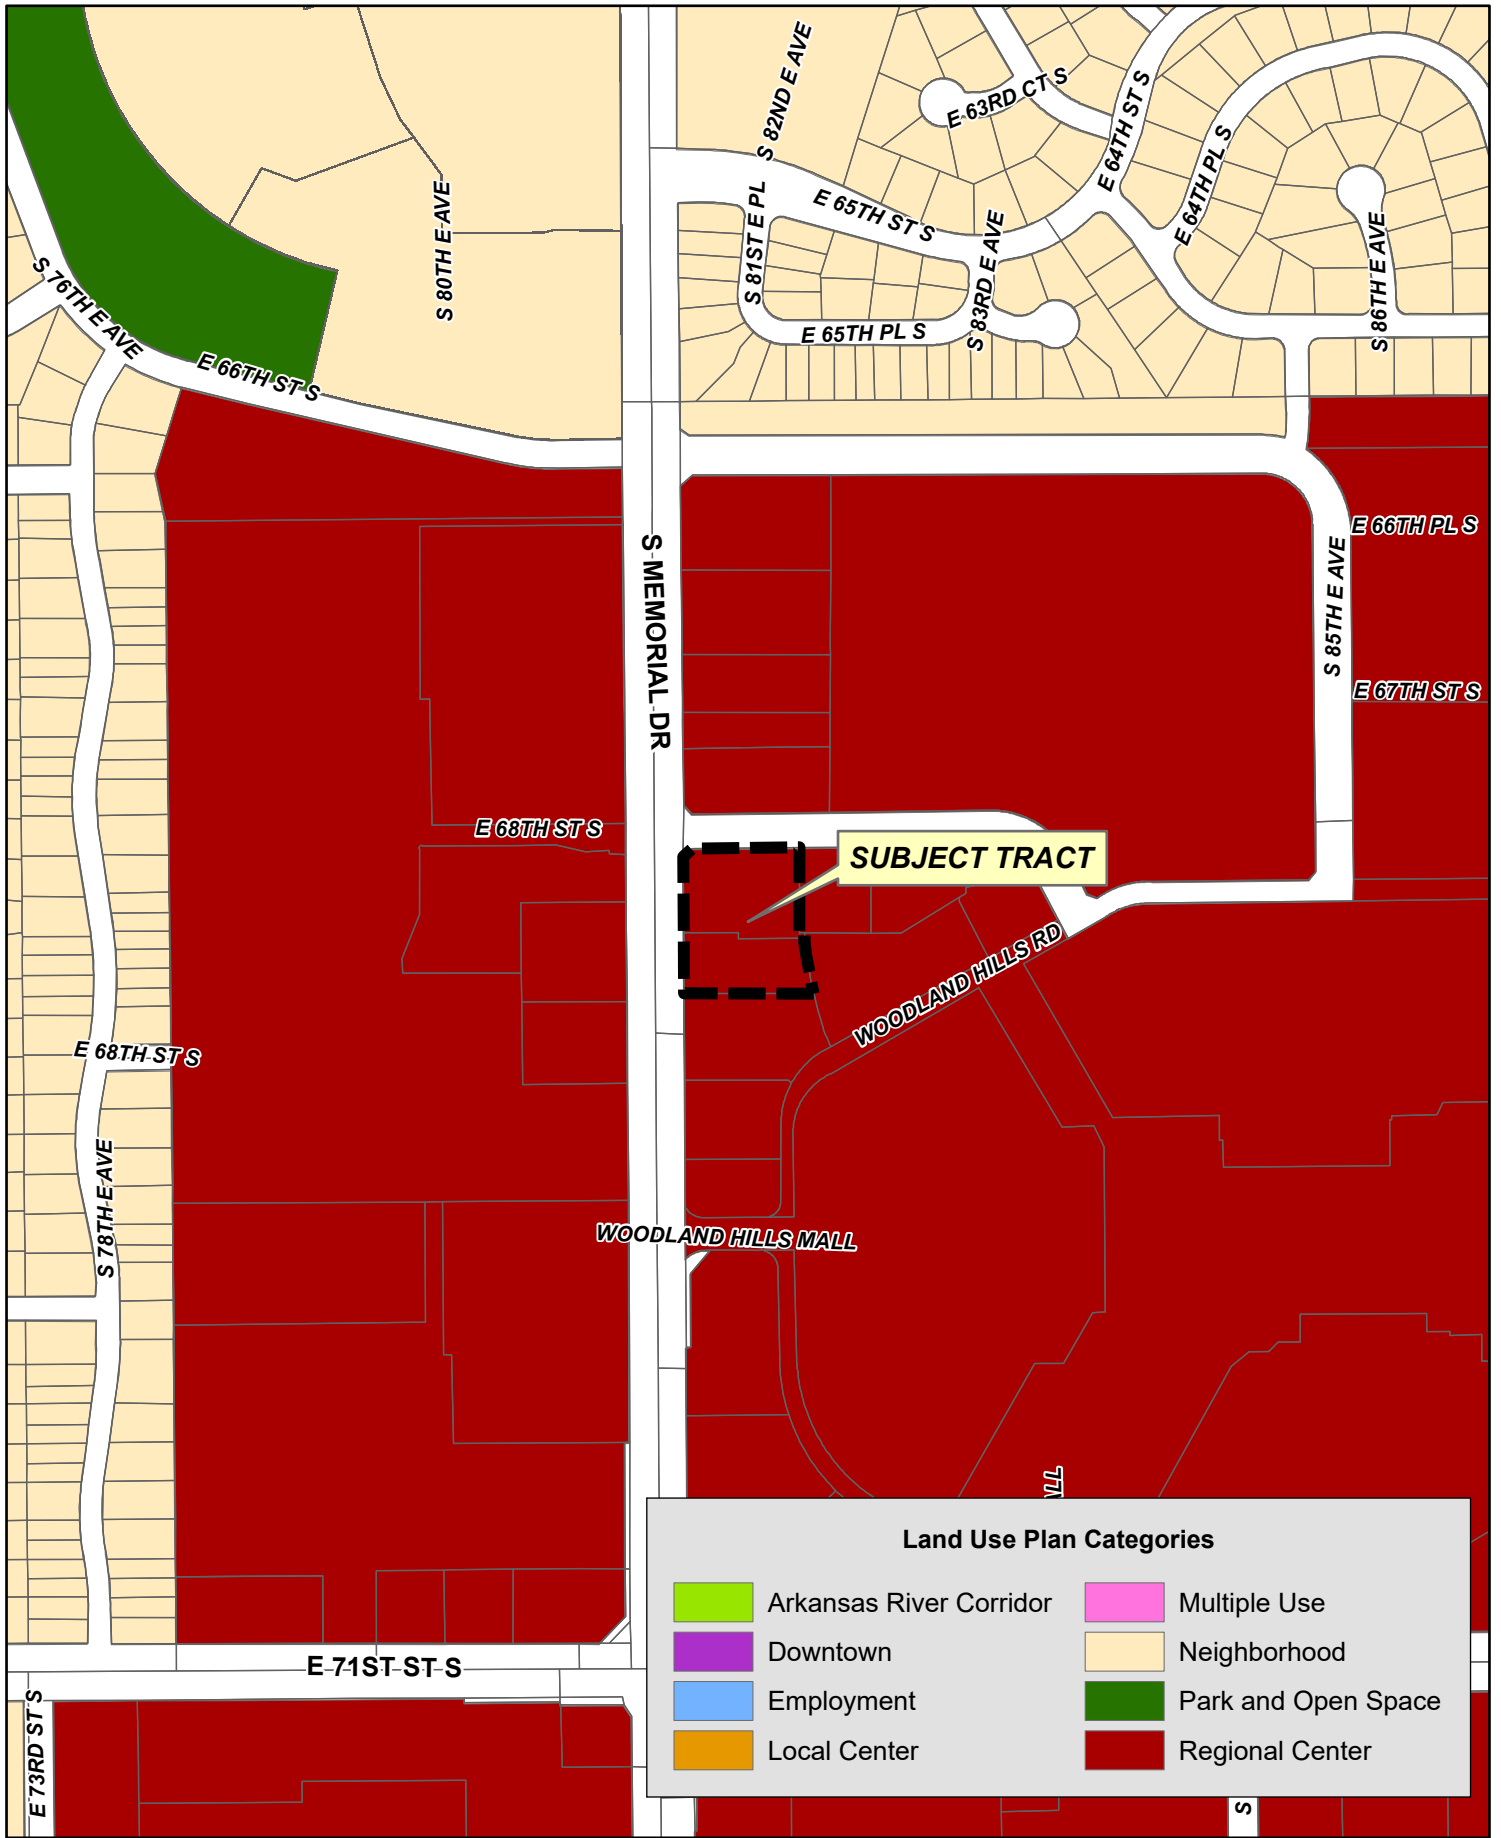 S 82ND E AVE
E 63RD CT S
E 64TH ST S
E 64TH PL S
S 80TH E AVE
S 81ST E PL
E 65TH ST S
S 83RD E AVE
S 86TH E AVE
S 76TH E AVE
E 65TH PL S
E 66TH ST S
E 66TH PL S
S MEMORIAL DR
S 85TH E AVE
E 67TH ST S
E 68TH ST S
SUBJECT TRACT
WOODLAND HILLS RD
E 68TH ST S
S 78TH E AVE
WOODLAND HILLS MALL
ALL
Land Use Plan Categories
Arkansas River Corridor
Multiple Use
Downtown
Neighborhood
Employment
Park and Open Space
Local Center
Regional Center
E 71ST ST S
E 73RD ST S
S